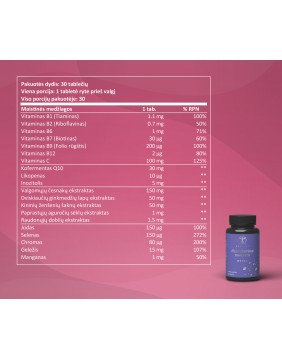 Pakuotės dydis: 30 tablečių
Viena porcija: 1 tabletė ryte prieš valgį
Viso porcijų pakuotėje: 30
Maistinės medžiagos 1 tab. % RPN
Vitaminas B1 (Tiaminas) 1,1 mg 100%
Vitaminas B2 (Riboflavinas) 0.7 mg 50%
Vitaminas B6 1 mg 71%
Vitaminas B7 (Biotinas) 30 µg 60%
Vitaminas B9 (Folio rūgštis) 200 µg 100%
Vitaminas B12 2 µg 80%
Vitaminas C 100 mg 125%
Kofermentas Q10 30 mg **
Likopenas 10 µg **
Inozitolis 5 mg **
Valgomųjų česnakų ekstraktas 150 mg **
Dviskiaučių ginkmedžių lapų ekstraktas 50 mg **
Kininių ženšenių šaknų ekstraktas 50 mg **
Paprastųjų aguročių sėklų ekstraktas 1 mg **
Raudonųjų dobilų ekstraktas 1,5 mg **
Jodas 150 µg 100%
Selenas 150 µg 272%
Chromas 80 µg 260%
Geležis 15 mg 107%
Manganas 1 mg 50%